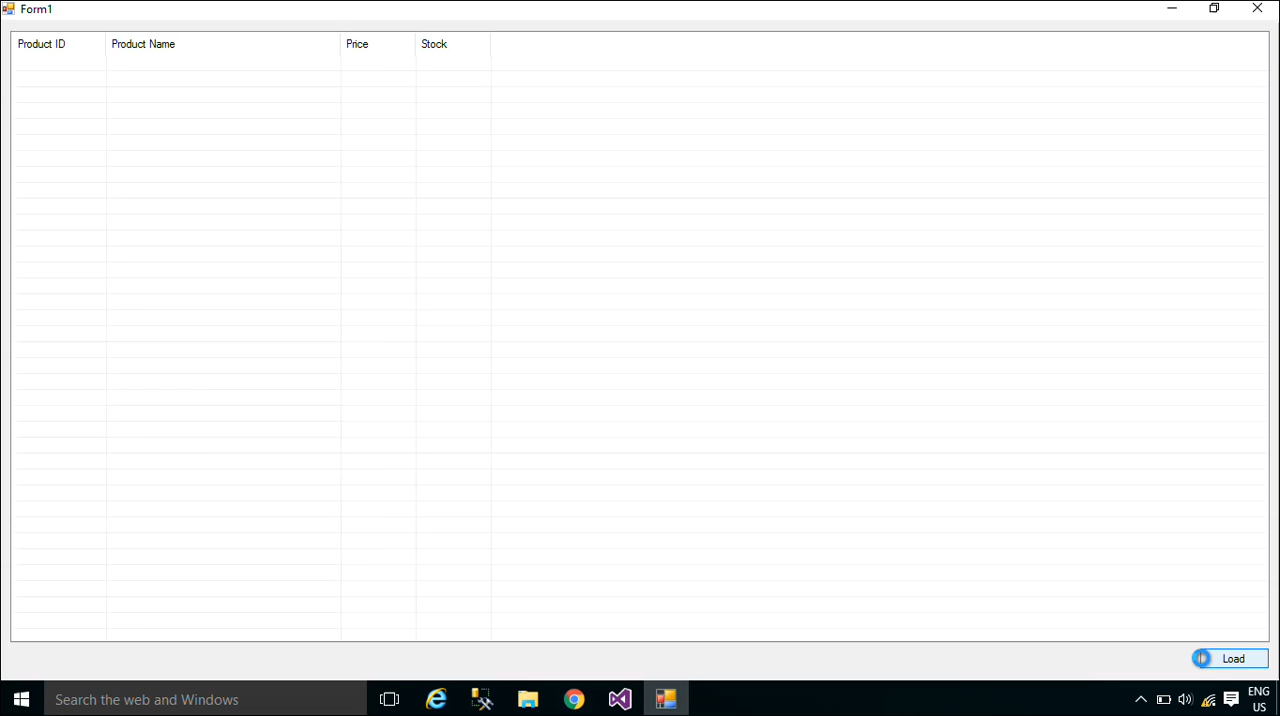 Form1
Product ID Product Name Price Stock
Load
Search the web and Windows
ENG
US